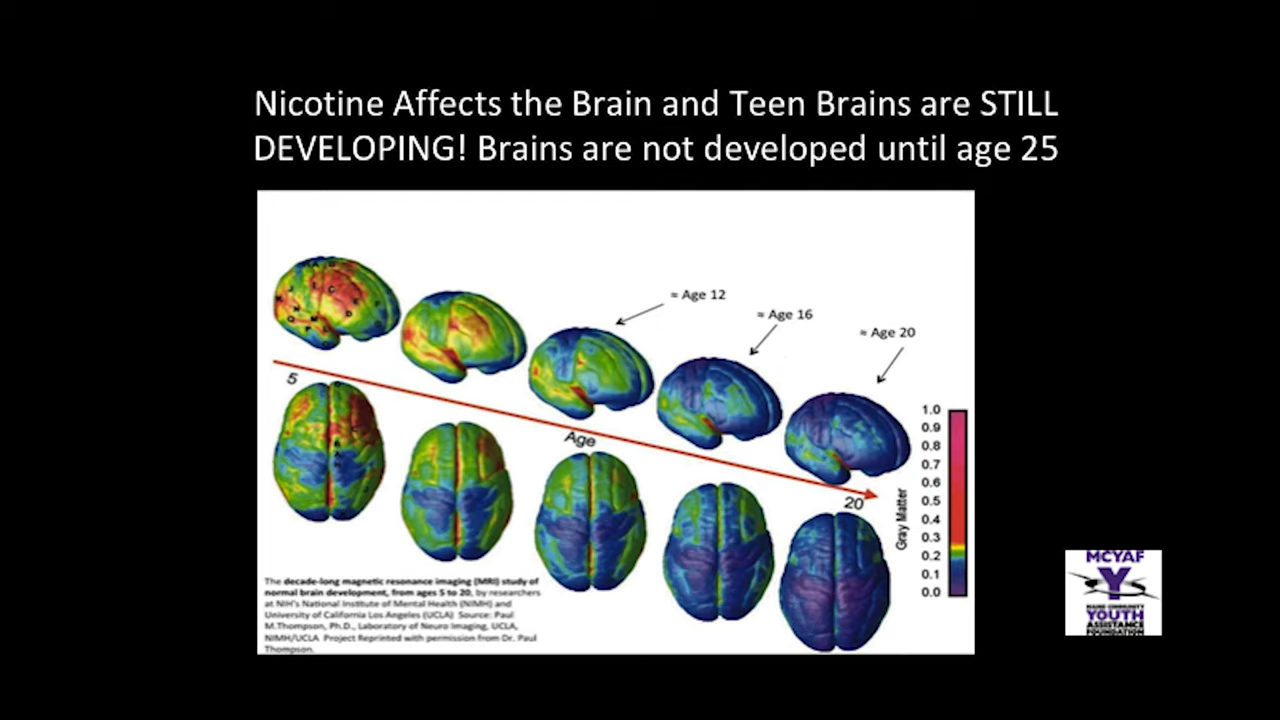 Nicotine Affects the Brain and Teen Brains are STILL
DEVELOPING! Brains are not developed until age 25
≈ Age 12
≈ Age 16
≈ Age 20
5
Age
20
1.0
0.9
0.8
0.7
0.6
0.5
0.4
0.3
0.2
0.1
0.0
Gray Matter
The decade-long magnetic resonance imaging (MRI) study of
normal brain development, from ages 5 to 20, by researchers
at NIH's National Institute of Mental Health (NIMH) and
University of California Los Angeles (UCLA) Source: Paul
M.Thompson, Ph.D., Laboratory of Neuro Imaging, UCLA,
NIMH/UCLA Project Reprinted with permission from Dr. Paul
Thompson.
MCYAF
Y
MAINE COMMUNITY
YOUTH
ASSISTANCE
FOUNDATION